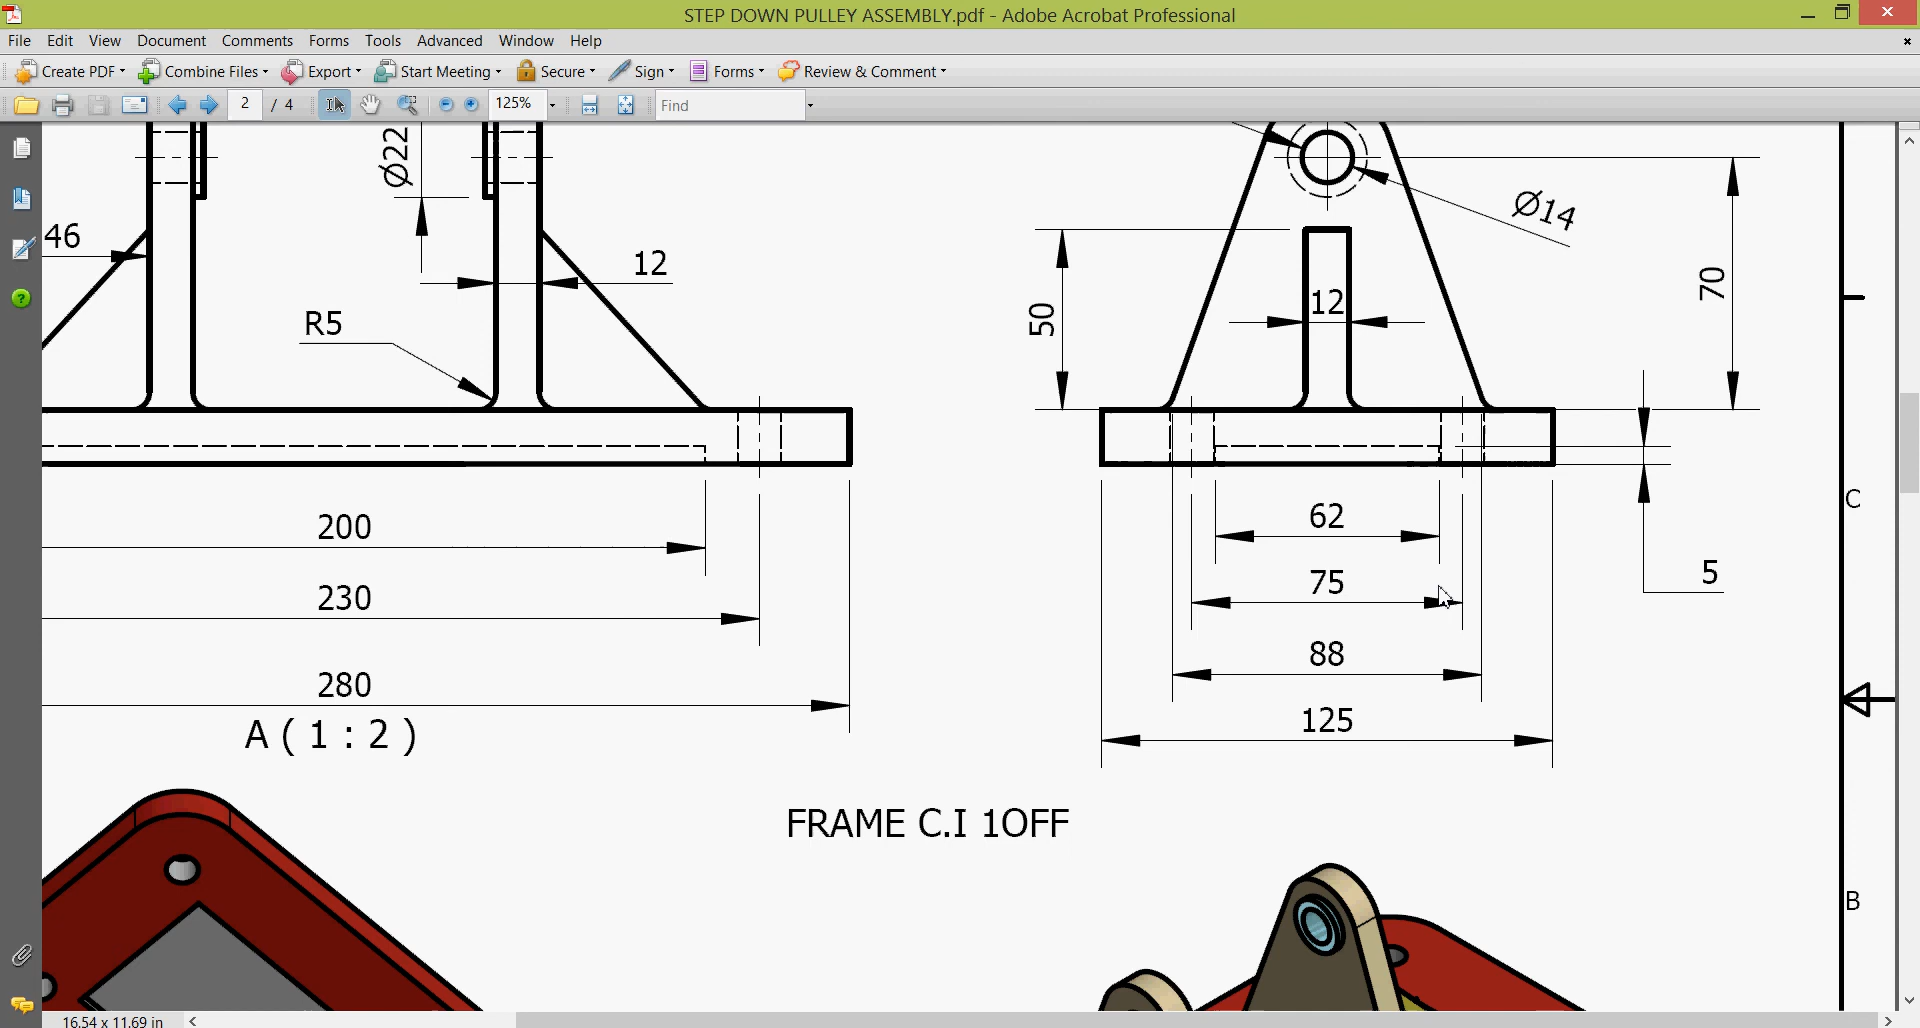 STEP DOWN PULLEY ASSEMBLY.pdf - Adobe Acrobat Professional
File Edit View Document Comments Forms Tools Advanced Window Help
Create PDF Combine Files Export Start Meeting Secure Sign Forms Review & Comment
2 / 4 125% Find
Ø22
46
12
R5
200
230
280
A ( 1 : 2 )
Ø14
70
50
12
62
75
88
125
5
C
FRAME C.I 1OFF
B
16.54 x 11.69 in